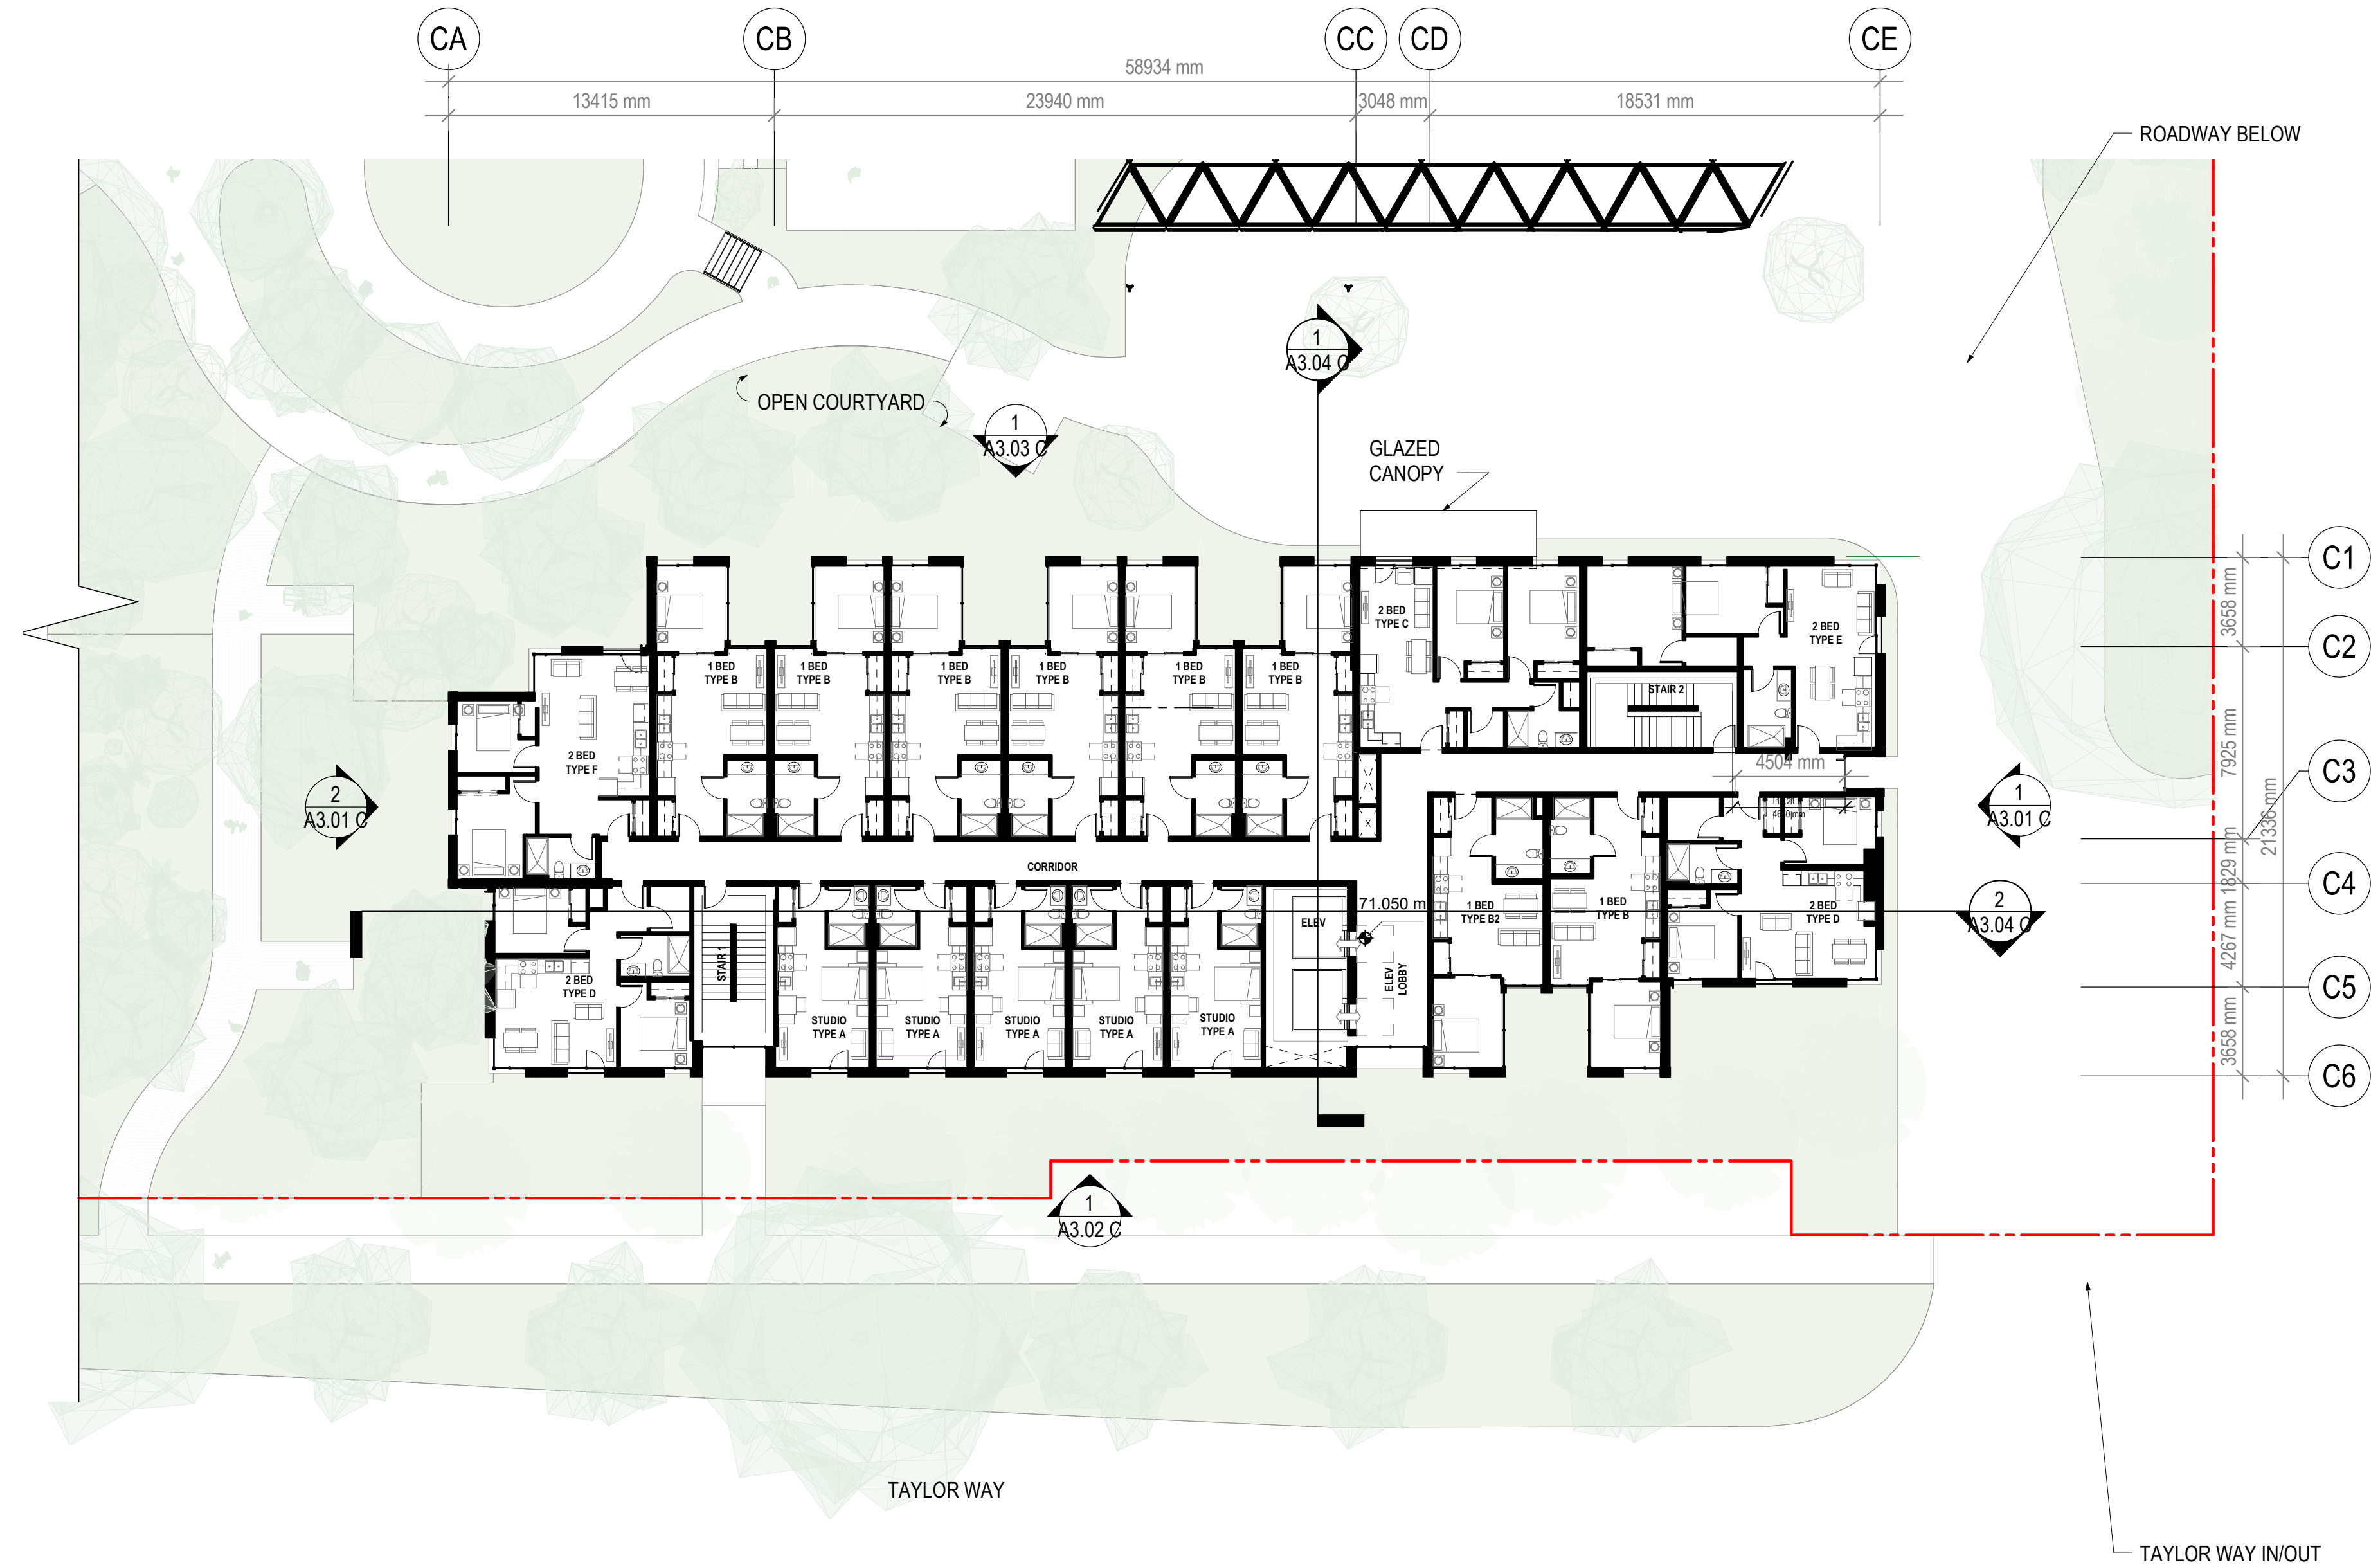 CA
CB
CC
CD
CE
58934 mm
13415 mm
23940 mm
3048 mm
18531 mm
ROADWAY BELOW
1
A3.04 C
OPEN COURTYARD
1
A3.03 C
GLAZED
CANOPY
C1
3658 mm
C2
7925 mm
C3
21336 mm
1829 mm
C4
4267 mm
C5
3658 mm
C6
2 BED
TYPE C
2 BED
TYPE E
1 BED
TYPE B
1 BED
TYPE B
1 BED
TYPE B
1 BED
TYPE B
1 BED
TYPE B
1 BED
TYPE B
STAIR 2
2 BED
TYPE F
4504 mm
2
A3.01 C
1
A3.01 C
CORRIDOR
71.050 m
ELEV
1 BED
TYPE B2
1 BED
TYPE B
2 BED
TYPE D
2
A3.04 C
STAIR 1
2 BED
TYPE D
ELEV
LOBBY
STUDIO
TYPE A
STUDIO
TYPE A
STUDIO
TYPE A
STUDIO
TYPE A
STUDIO
TYPE A
1
A3.02 C
TAYLOR WAY
TAYLOR WAY IN/OUT